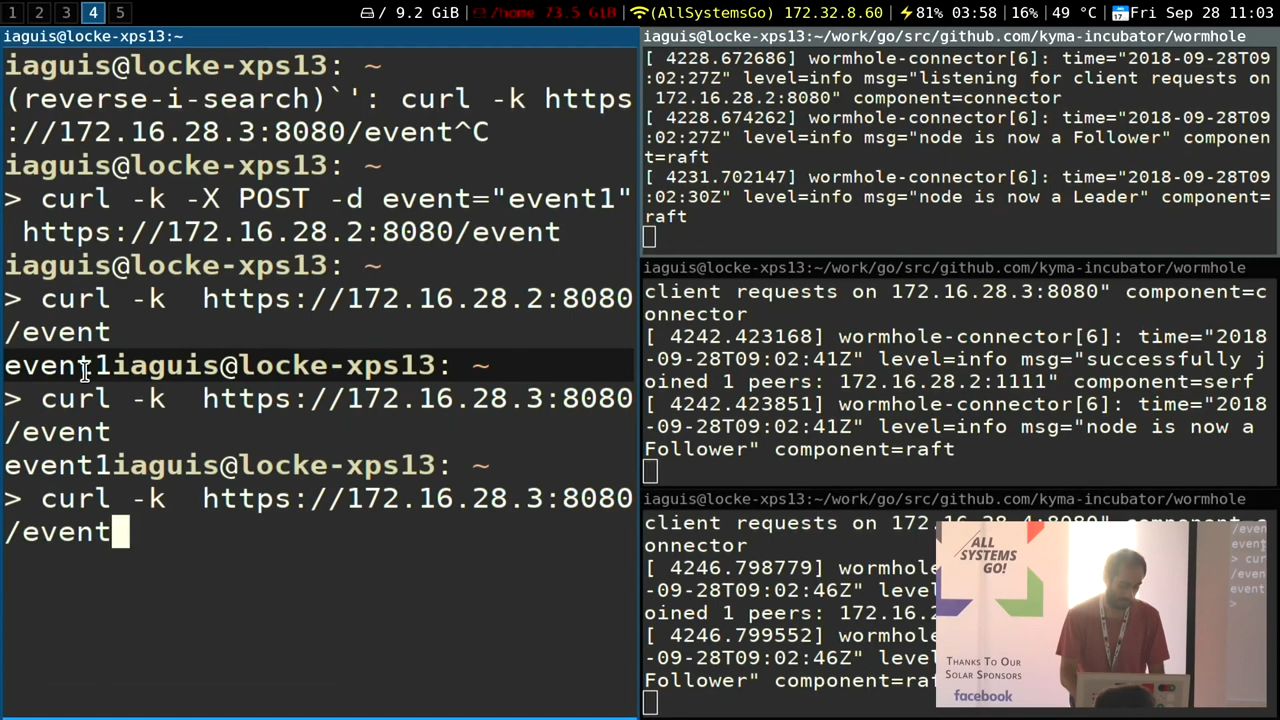 1 2 3 4 5
/ 9.2 GiB /home 73.5 GiB (AllSystemsGo) 172.32.8.60 81% 03:58 16% 49 °C Fri Sep 28 11:03
iaguis@locke-xps13:~
iaguis@locke-xps13: ~
(reverse-i-search)`': curl -k https
://172.16.28.3:8080/event^C
iaguis@locke-xps13: ~
> curl -k -X POST -d event="event1"
https://172.16.28.2:8080/event
iaguis@locke-xps13: ~
> curl -k  https://172.16.28.2:8080
/event
event1iaguis@locke-xps13: ~
> curl -k  https://172.16.28.3:8080
/event
event1iaguis@locke-xps13: ~
> curl -k  https://172.16.28.3:8080
/event
iaguis@locke-xps13:~/work/go/src/github.com/kyma-incubator/wormhole
[ 4228.672686] wormhole-connector[6]: time="2018-09-28T09
:02:27Z" level=info msg="listening for client requests on
172.16.28.2:8080" component=connector
[ 4228.674262] wormhole-connector[6]: time="2018-09-28T09
:02:27Z" level=info msg="node is now a Follower" componen
t=raft
[ 4231.702147] wormhole-connector[6]: time="2018-09-28T09
:02:30Z" level=info msg="node is now a Leader" component=
raft
iaguis@locke-xps13:~/work/go/src/github.com/kyma-incubator/wormhole
client requests on 172.16.28.3:8080" component=c
onnector
[ 4242.423168] wormhole-connector[6]: time="2018
-09-28T09:02:41Z" level=info msg="successfully j
oined 1 peers: 172.16.28.2:1111" component=serf
[ 4242.423851] wormhole-connector[6]: time="2018
-09-28T09:02:41Z" level=info msg="node is now a
Follower" component=raft
iaguis@locke-xps13:~/work/go/src/github.com/kyma-incubator/wormhole
client requests on
onnector
[ 4246.798779] wormhole
-09-28T09:02:46Z" level
oined 1 peers: 172.16.2
[ 4246.799552] wormhole
-09-28T09:02:46Z" level
Follower" component=raf
ALL
SYSTEMS
GO!
THANKS TO OUR
SOLAR SPONSORS
facebook
/even
event
> cur
/even
event
>